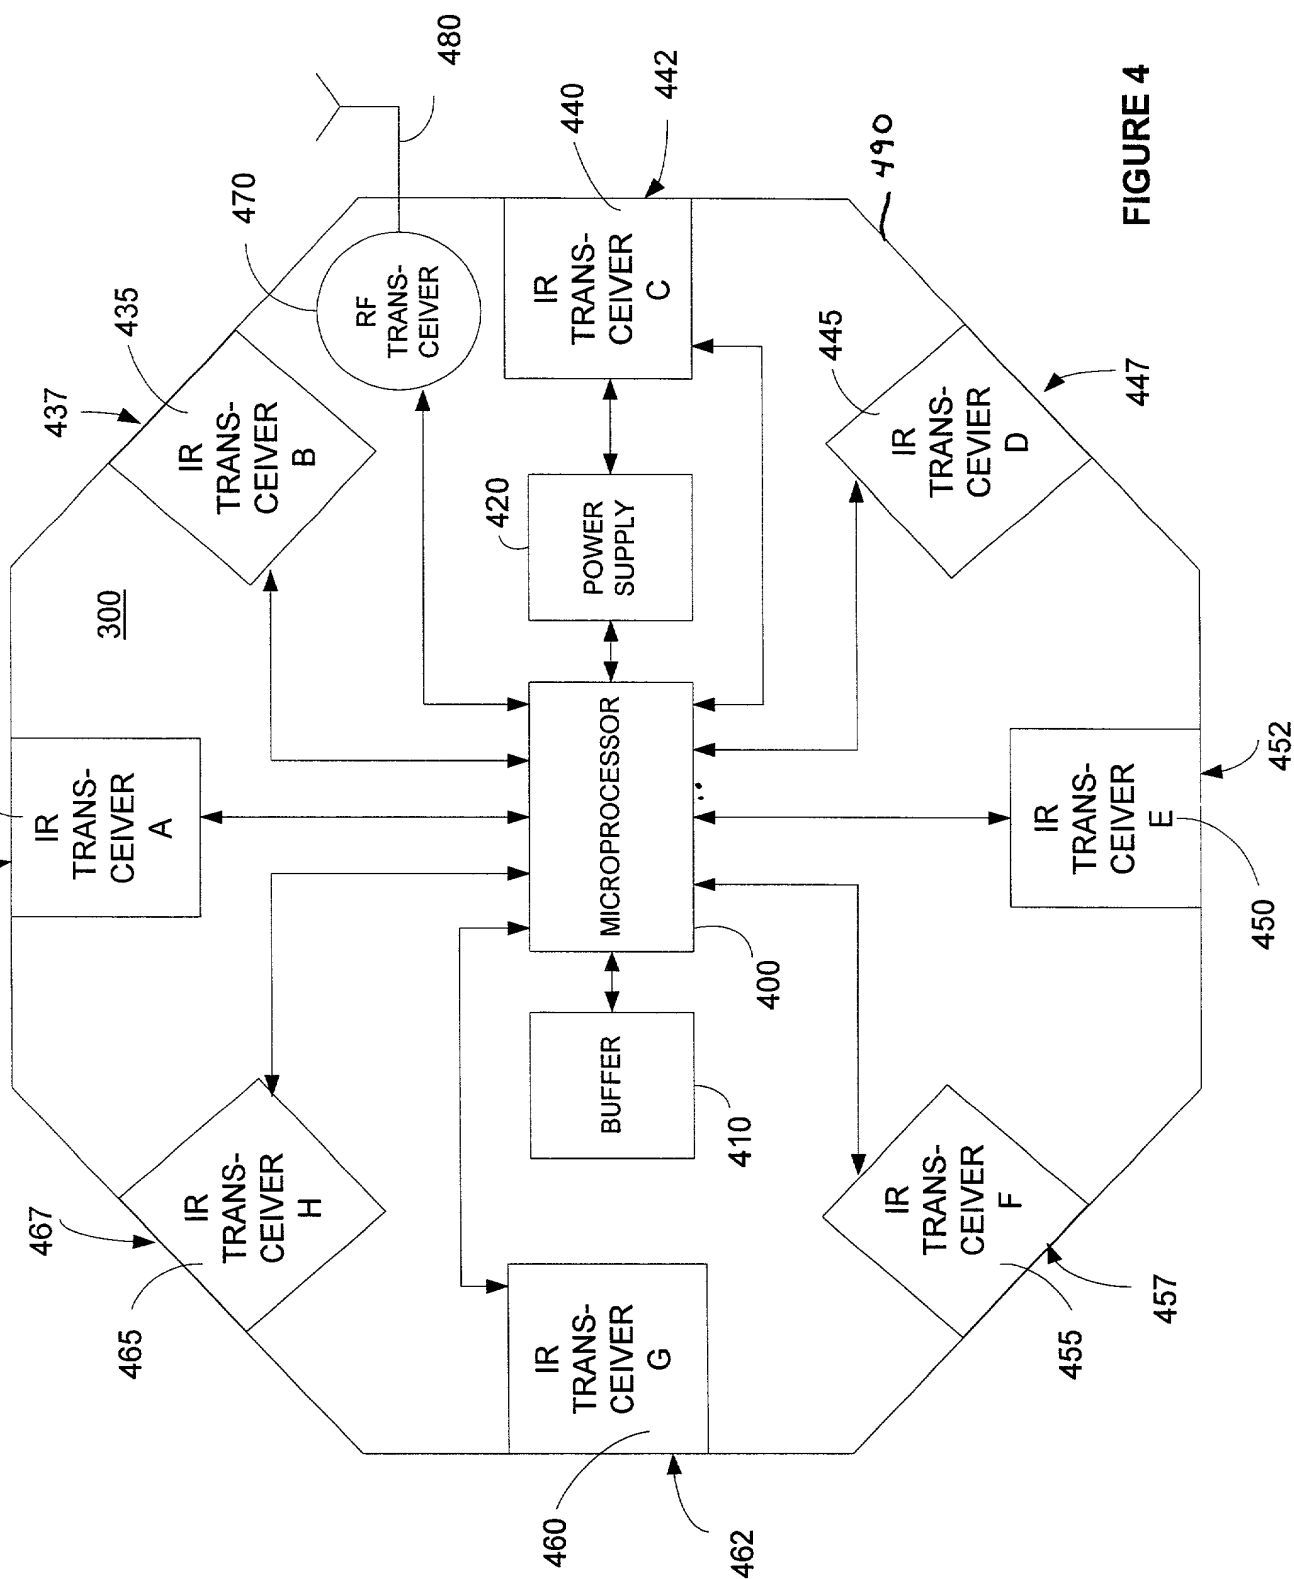 480
470
RF
TRANS-
CEIVER
435
437
IR
TRANS-
CEIVER
B
300
IR
TRANS-
CEIVER
A
467
465
IR
TRANS-
CEIVER
H
440
442
IR
TRANS-
CEIVER
C
420
POWER
SUPPLY
MICROPROCESSOR
400
BUFFER
410
IR
TRANS-
CEIVER
G
460
462
490
445
447
IR
TRANS-
CEVIER
D
IR
TRANS-
CEIVER
E
450
452
IR
TRANS-
CEIVER
F
455
457
FIGURE 4